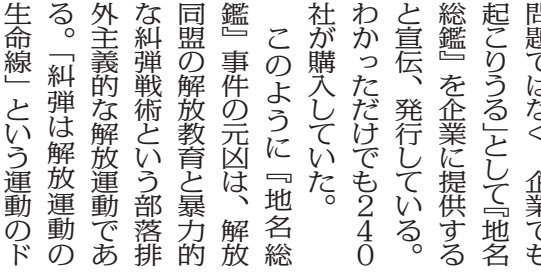 問題ではなく、企業でも
起こりうる」として『地名
総鑑』を企業に提供する
と宣伝、発行している。
わかっただけでも２４０
社が購入していた。
　このように『地名総
鑑』事件の元凶は、解放
同盟の解放教育と暴力的
な糾弾戦術という部落排
外主義的な解放運動であ
る。「糾弾は解放運動の
生命線」という運動のド